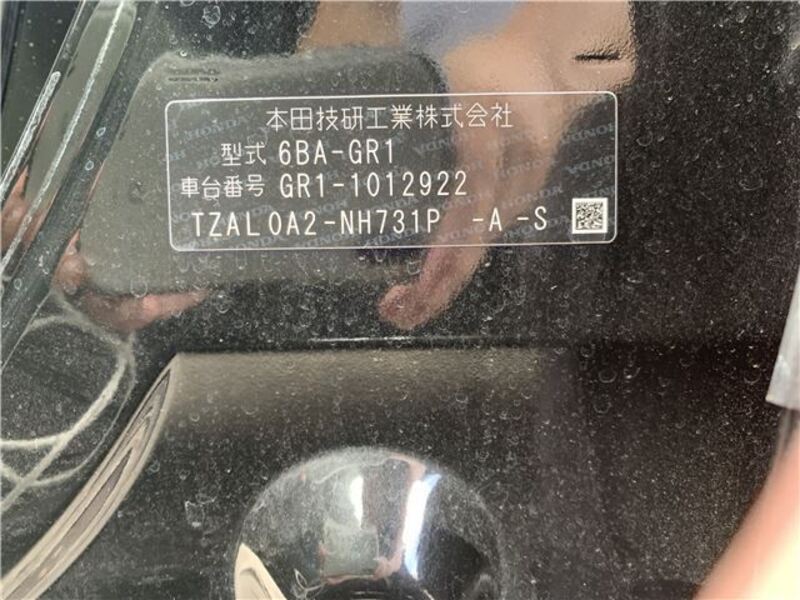 本田技研工業株式会社
型式 6BA-GR1
車台番号 GR1-1012922
TZAL0A2-NH731P -A -S